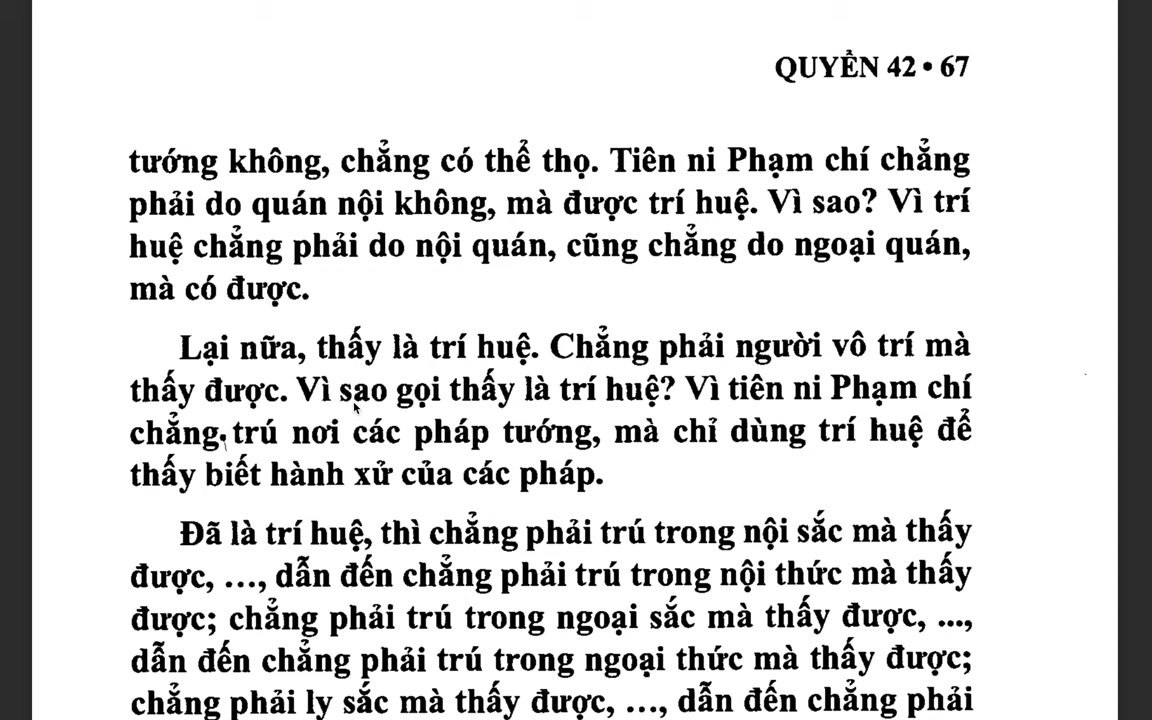 QUYỂN 42 • 67
tướng không, chẳng có thể thọ. Tiên ni Phạm chí chẳng
phải do quán nội không, mà được trí huệ. Vì sao? Vì trí
huệ chẳng phải do nội quán, cũng chẳng do ngoại quán,
mà có được.
Lại nữa, thấy là trí huệ. Chẳng phải người vô trí mà
thấy được. Vì sao gọi thấy là trí huệ? Vì tiên ni Phạm chí
chẳng trú nơi các pháp tướng, mà chỉ dùng trí huệ để
thấy biết hành xử của các pháp.
Đã là trí huệ, thì chẳng phải trú trong nội sắc mà thấy
được, ..., dẫn đến chẳng phải trú trong nội thức mà thấy
được; chẳng phải trú trong ngoại sắc mà thấy được, ...,
dẫn đến chẳng phải trú trong ngoại thức mà thấy được;
chẳng phải ly sắc mà thấy được, ..., dẫn đến chẳng phải